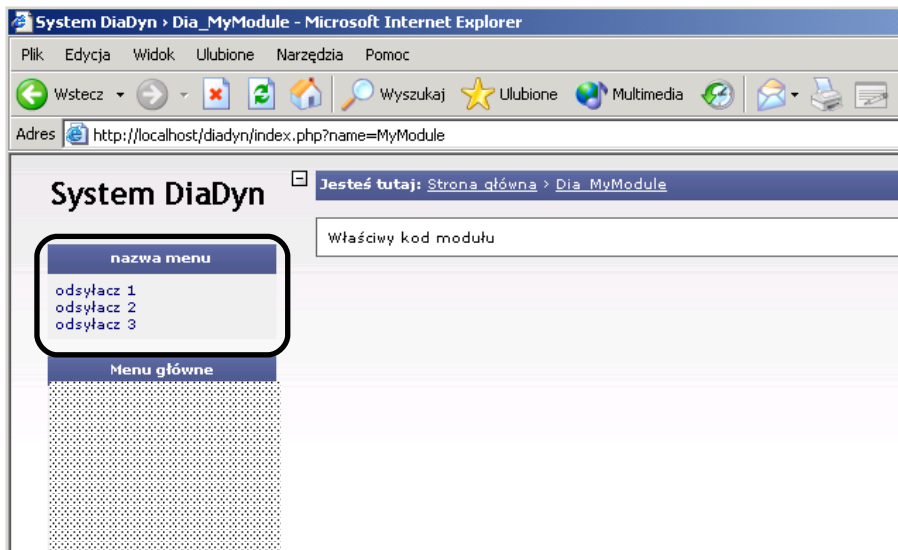 System DiaDyn › Dia_MyModule - Microsoft Internet Explorer
Plik Edycja Widok Ulubione Narzędzia Pomoc
Wstecz Wyszukaj Ulubione Multimedia
Adres http://localhost/diadyn/index.php?name=MyModule
System DiaDyn
Jesteś tutaj: Strona główna › Dia_MyModule
Właściwy kod modułu
nazwa menu
odsyłacz 1
odsyłacz 2
odsyłacz 3
Menu główne